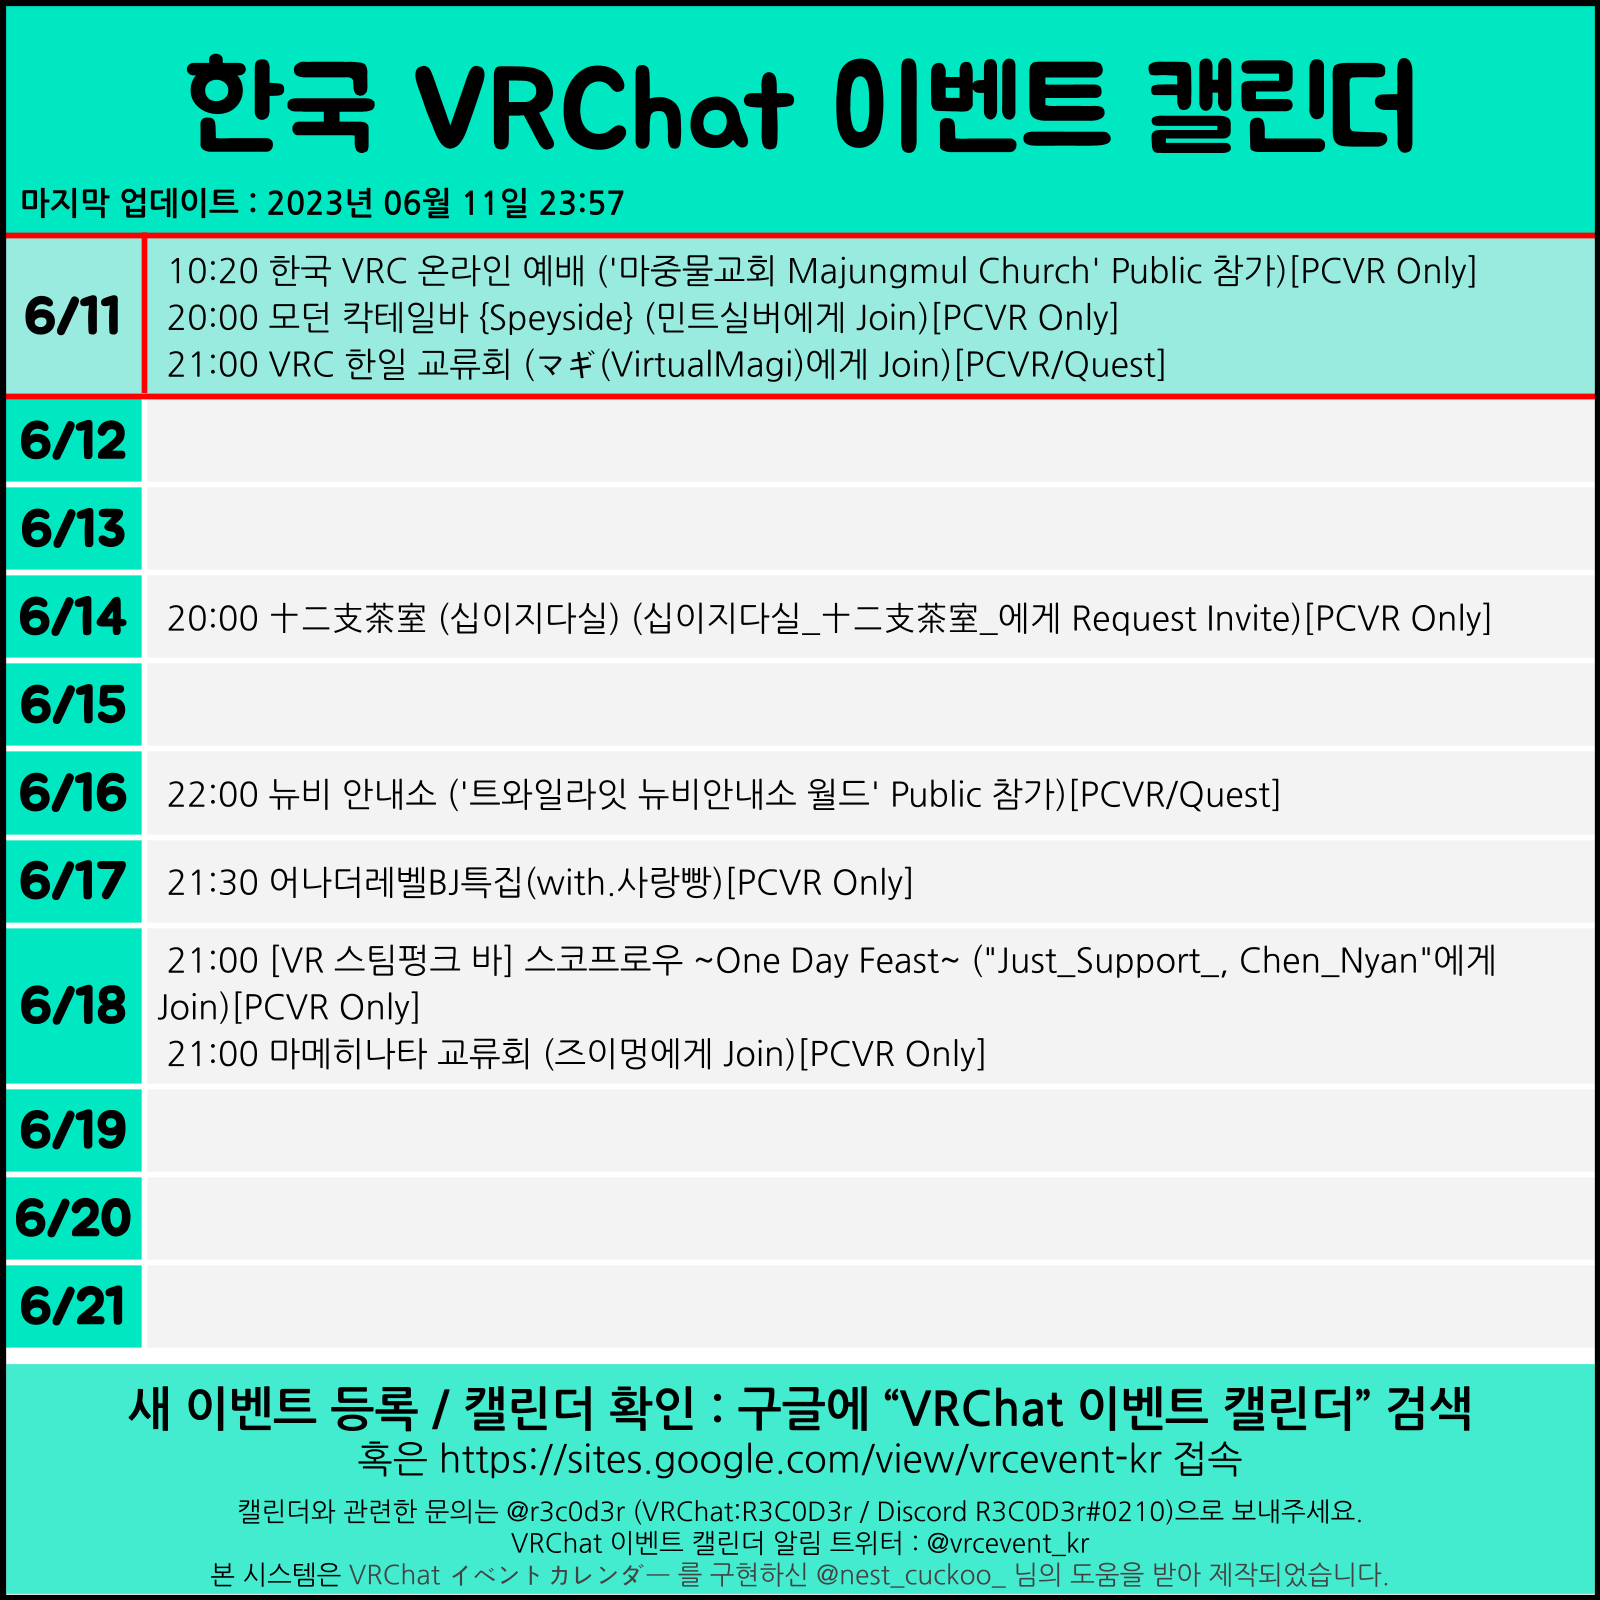 한국 VRChat 이벤트 캘린더
마지막 업데이트 : 2023년 06월 11일 23:57
6/11
10:20 한국 VRC 온라인 예배 ('마중물교회 Majungmul Church' Public 참가)[PCVR Only]
20:00 모던 칵테일바 {Speyside} (민트실버에게 Join)[PCVR Only]
21:00 VRC 한일 교류회 (マギ(VirtualMagi)에게 Join)[PCVR/Quest]
6/12
6/13
6/14
20:00 十二支茶室 (십이지다실) (십이지다실_十二支茶室_에게 Request Invite)[PCVR Only]
6/15
6/16
22:00 뉴비 안내소 ('트와일라잇 뉴비안내소 월드' Public 참가)[PCVR/Quest]
6/17
21:30 어나더레벨BJ특집(with.사랑빵)[PCVR Only]
6/18
21:00 [VR 스팀펑크 바] 스코프로우 ~One Day Feast~ ("Just_Support_, Chen_Nyan"에게
Join)[PCVR Only]
21:00 마메히나타 교류회 (즈이멍에게 Join)[PCVR Only]
6/19
6/20
6/21
새 이벤트 등록 / 캘린더 확인 : 구글에 “VRChat 이벤트 캘린더” 검색
혹은 https://sites.google.com/view/vrcevent-kr 접속
캘린더와 관련한 문의는 @r3c0d3r (VRChat:R3C0D3r / Discord R3C0D3r#0210)으로 보내주세요.
VRChat 이벤트 캘린더 알림 트위터 : @vrcevent_kr
본 시스템은 VRChat イベントカレンダー 를 구현하신 @nest_cuckoo_ 님의 도움을 받아 제작되었습니다.